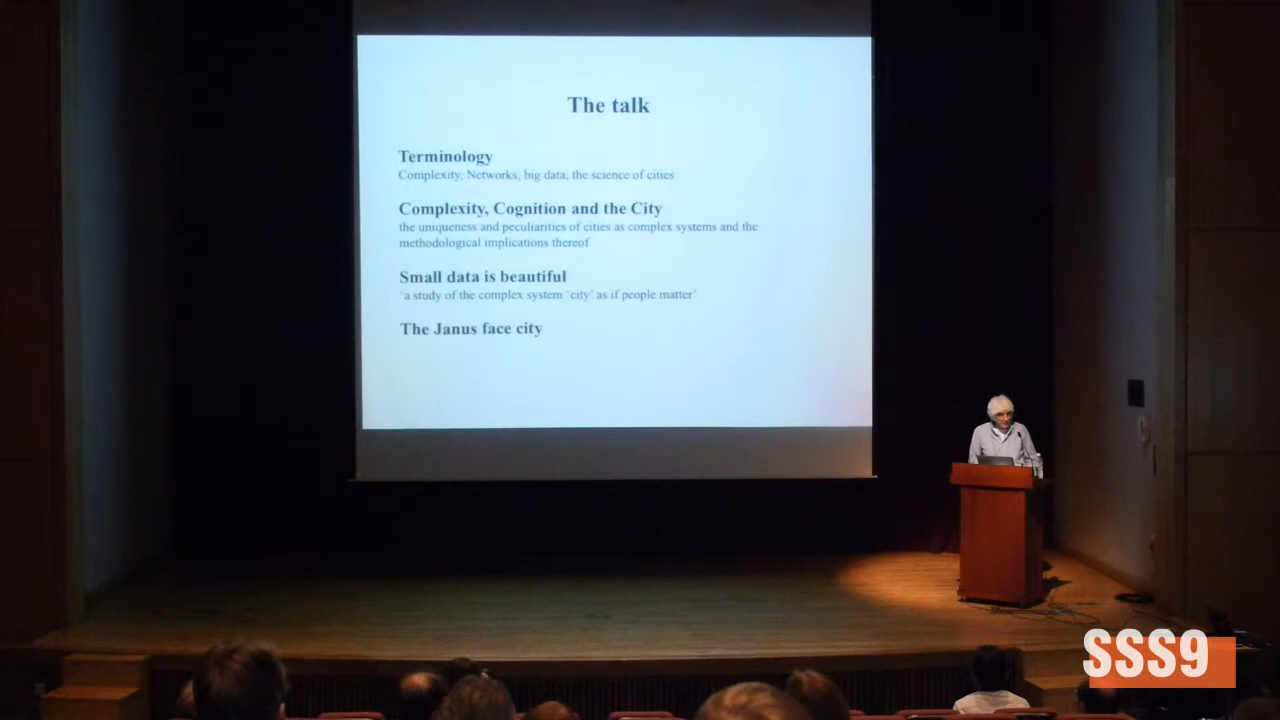 The talk
Terminology
Complexity, Networks, big data, the science of cities
Complexity, Cognition and the City
the uniqueness and peculiarities of cities as complex systems and the
methodological implications thereof
Small data is beautiful
‘a study of the complex system ‘city’ as if people matter’
The Janus face city
SSS9